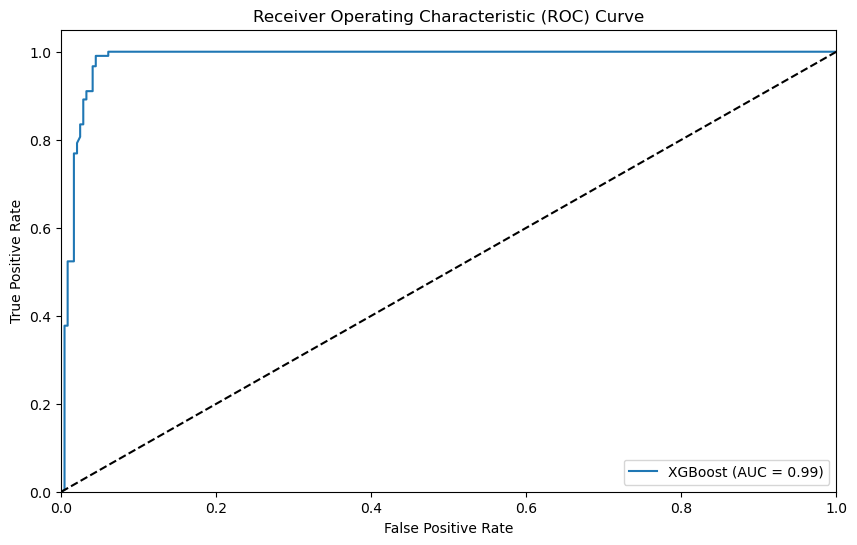 Receiver Operating Characteristic (ROC) Curve
True Positive Rate
1.0
0.8
0.6
0.4
0.2
0.0
0.0 0.2 0.4 0.6 0.8 1.0
False Positive Rate
XGBoost (AUC = 0.99)